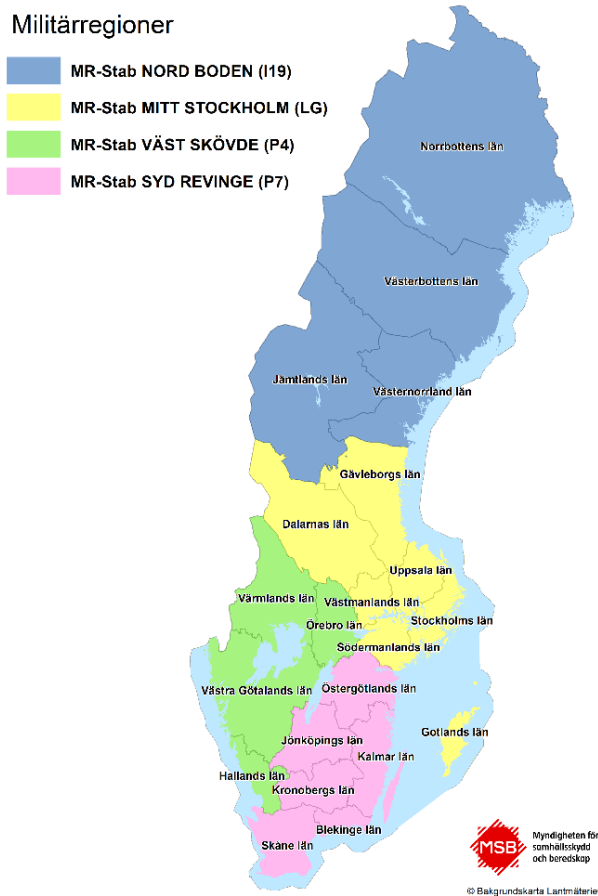 Militärregioner
MR-Stab NORD BODEN (I19)
MR-Stab MITT STOCKHOLM (LG)
MR-Stab VÄST SKÖVDE (P4)
MR-Stab SYD REVINGE (P7)
Norrbottens län
Västerbottens län
Jämtlands län
Västernorrland län
Gävleborgs län
Dalarnas län
Uppsala län
Värmlands län
Västmanlands län
Stockholms län
Örebro län
Södermanlands län
Västra Götalands län
Östergötlands län
Gotlands län
Jönköpings län
Kalmar län
Hallands län
Kronobergs län
Blekinge län
Skåne län
MSB
Myndigheten för
samhällsskydd
och beredskap
© Bakgrundskarta Lantmäterie